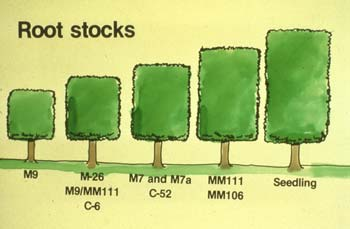 Root stocks
M9
M-26
M9/MM111
C-6
M7 and M7a
C-52
MM111
MM106
Seedling